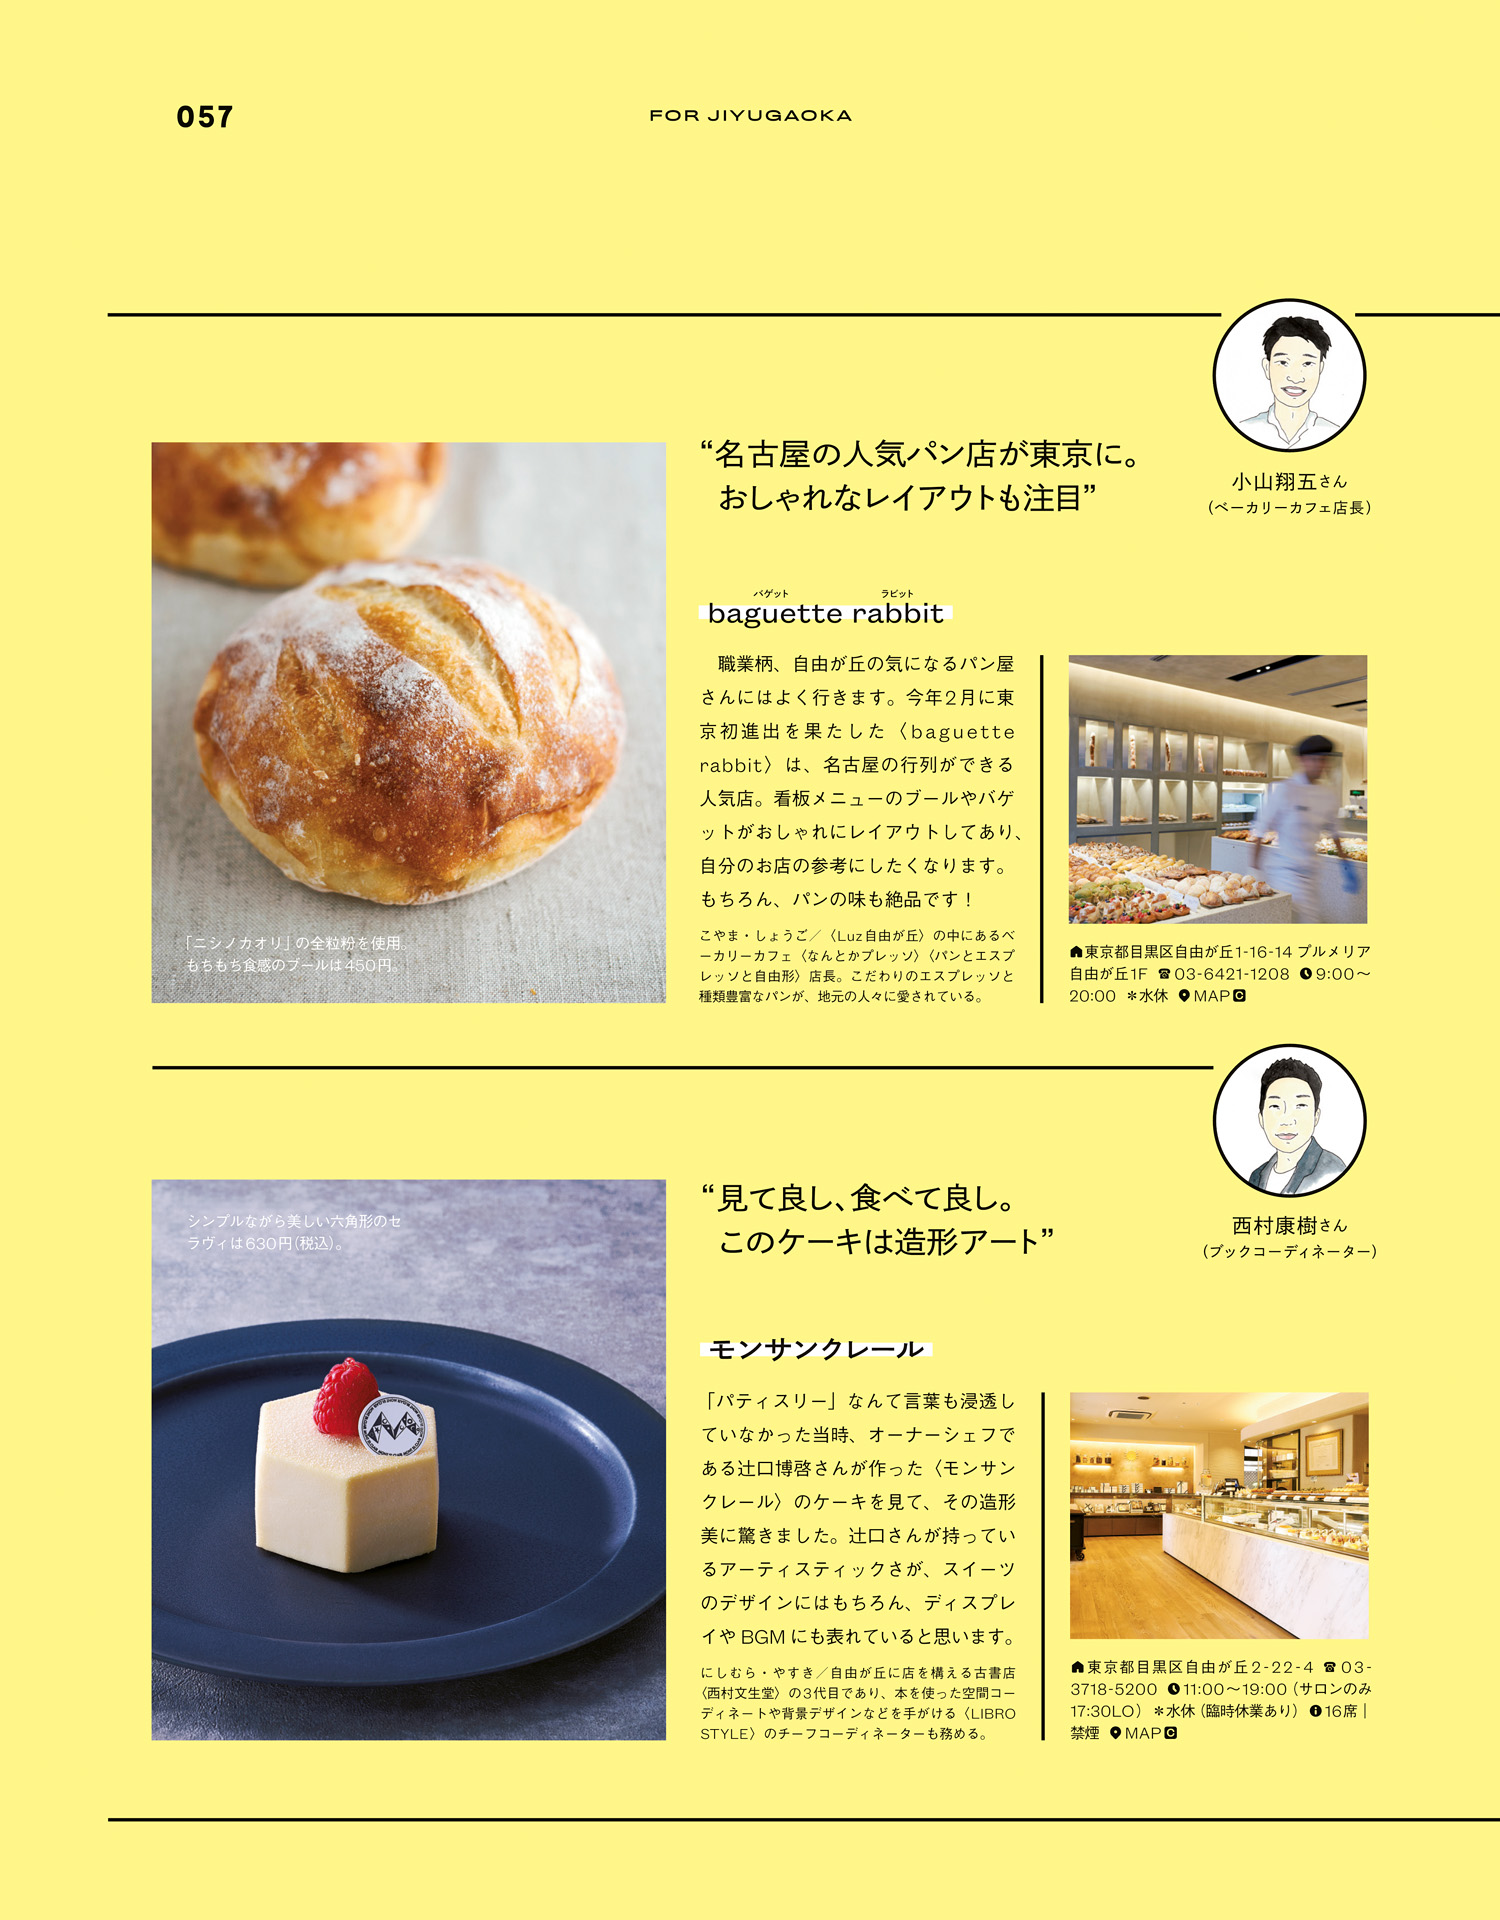 057
FOR JIYUGAOKA
“名古屋の人気パン店が東京に。
おしゃれなレイアウトも注目”
小山翔五さん
（ベーカリーカフェ店長）
バゲット ラビット
baguette rabbit
職業柄、自由が丘の気になるパン屋
さんにはよく行きます。今年2月に東
京初進出を果たした〈baguette
rabbit〉は、名古屋の行列ができる
人気店。看板メニューのブールやバゲ
ットがおしゃれにレイアウトしてあり、
自分のお店の参考にしたくなります。
もちろん、パンの味も絶品です！
こやま・しょうご／〈Luz自由が丘〉の中にあるベ
ーカリーカフェ〈なんとかプレッソ〉〈パンとエスプ
レッソと自由形〉店長。こだわりのエスプレッソと
種類豊富なパンが、地元の人々に愛されている。
「ニシノカオリ」の全粒粉を使用。
もちもち食感のブールは450円。
東京都目黒区自由が丘1-16-14 プルメリア
自由が丘1F ☎03-6421-1208 9:00〜
20:00 ＊水休 MAP C
西村康樹さん
（ブックコーディネーター）
“見て良し、食べて良し。
このケーキは造形アート”
モンサンクレール
「パティスリー」なんて言葉も浸透し
ていなかった当時、オーナーシェフで
ある辻口博啓さんが作った〈モンサン
クレール〉のケーキを見て、その造形
美に驚きました。辻口さんが持ってい
るアーティスティックさが、スイーツ
のデザインにはもちろん、ディスプレ
イや BGM にも表れていると思います。
にしむら・やすき／自由が丘に店を構える古書店
〈西村文生堂〉の3代目であり、本を使った空間コー
ディネートや背景デザインなどを手がける〈LIBRO
STYLE〉のチーフコーディネーターも務める。
シンプルながら美しい六角形のセ
ラヴィは630円（税込）。
東京都目黒区自由が丘2-22-4 ☎03-
3718-5200 11:00〜19:00（サロンのみ
17:30LO） ＊水休（臨時休業あり） 16席｜
禁煙 MAP C